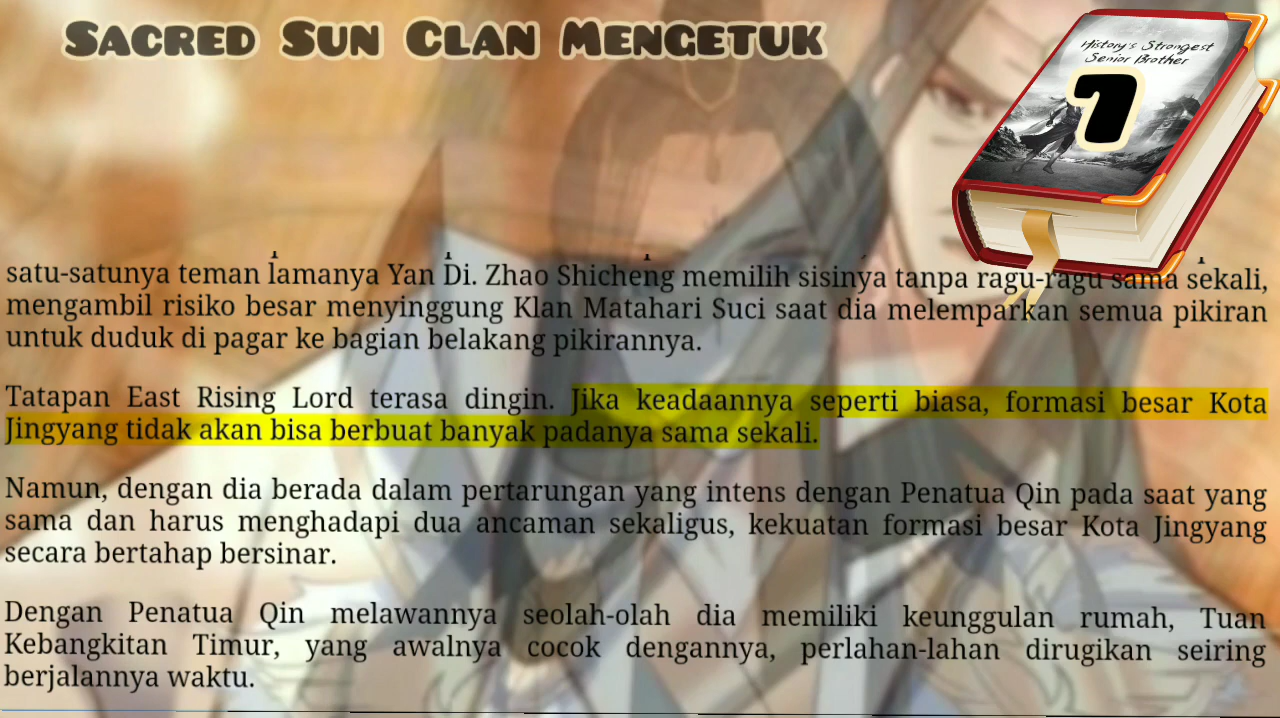 Sacred Sun Clan Mengetuk
History's Strongest
Senior Brother
7
satu-satunya teman lamanya Yan Di. Zhao Shicheng memilih sisinya tanpa ragu-ragu sama sekali,
mengambil risiko besar menyinggung Klan Matahari Suci saat dia melemparkan semua pikiran
untuk duduk di pagar ke bagian belakang pikirannya.
Tatapan East Rising Lord terasa dingin. Jika keadaannya seperti biasa, formasi besar Kota
Jingyang tidak akan bisa berbuat banyak padanya sama sekali.
Namun, dengan dia berada dalam pertarungan yang intens dengan Penatua Qin pada saat yang
sama dan harus menghadapi dua ancaman sekaligus, kekuatan formasi besar Kota Jingyang
secara bertahap bersinar.
Dengan Penatua Qin melawannya seolah-olah dia memiliki keunggulan rumah, Tuan
Kebangkitan Timur, yang awalnya cocok dengannya, perlahan-lahan dirugikan seiring
berjalannya waktu.